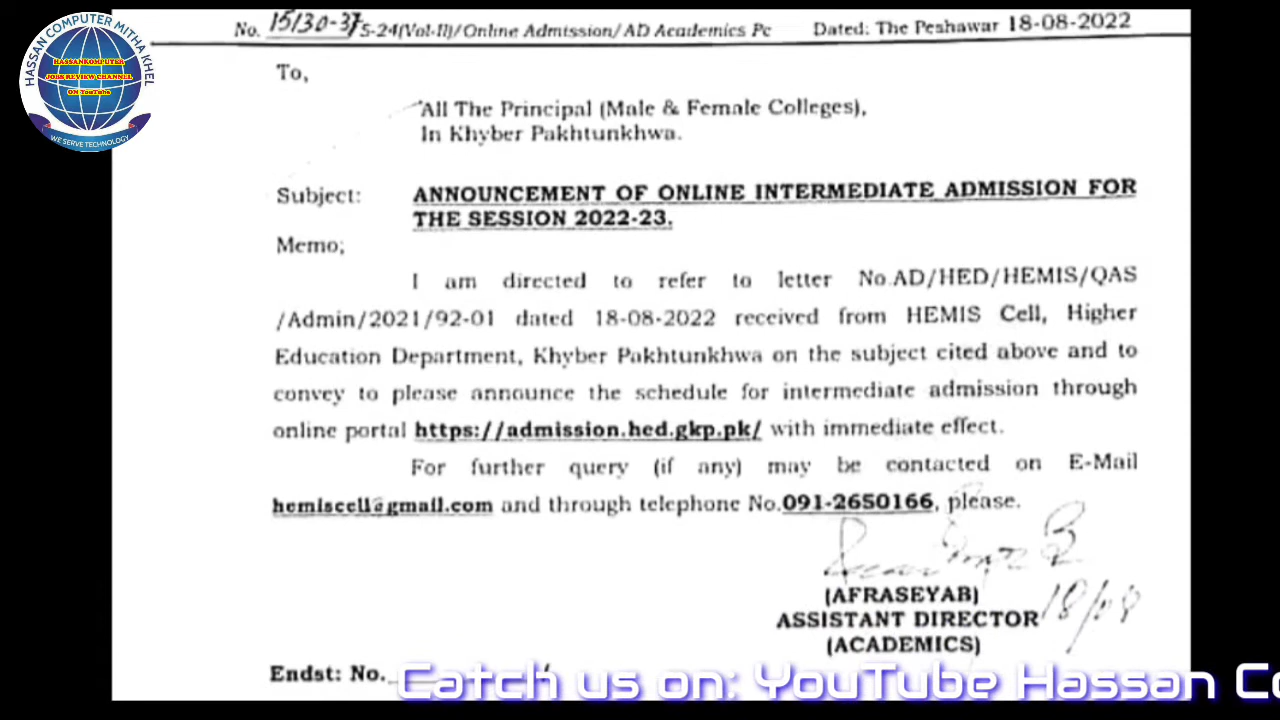 HASSAN COMPUTER MITHA KHEL
HASSANKOMPUTER
JOBS REVIEW CHANNEL
ON YouTube
WE SERVE TECHNOLOGY
No. 15130-37/S-24(Vol-II)/Online Admission/ AD Academics Pc Dated: The Peshawar 18-08-2022
To,
All The Principal (Male & Female Colleges),
In Khyber Pakhtunkhwa.
Subject: ANNOUNCEMENT OF ONLINE INTERMEDIATE ADMISSION FOR
THE SESSION 2022-23.
Memo;
I am directed to refer to letter No.AD/HED/HEMIS/QAS
/Admin/2021/92-01 dated 18-08-2022 received from HEMIS Cell, Higher
Education Department, Khyber Pakhtunkhwa on the subject cited above and to
convey to please announce the schedule for intermediate admission through
online portal https://admission.hed.gkp.pk/ with immediate effect.
For further query (if any) may be contacted on E-Mail
hemiscell@gmail.com and through telephone No.091-2650166, please.
(AFRASEYAB)
ASSISTANT DIRECTOR
(ACADEMICS)
18/08
Endst: No.
Catch us on: YouTube Hassan Co